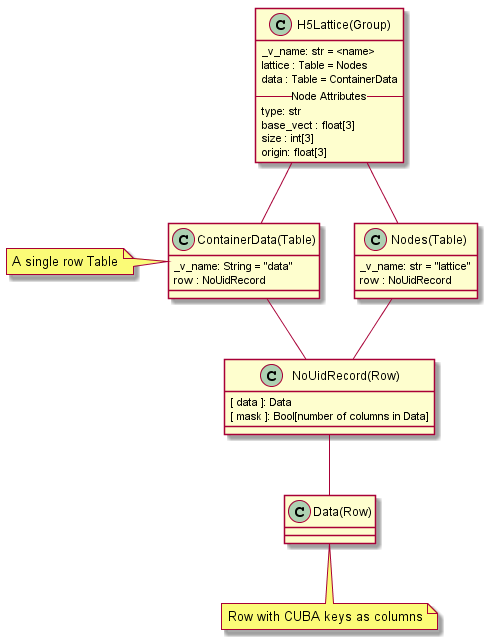 C H5Lattice(Group)
_v_name: str = <name>
lattice : Table = Nodes
data : Table = ContainerData
Node Attributes
type: str
base_vect : float[3]
size : int[3]
origin: float[3]
A single row Table
C ContainerData(Table)
_v_name: String = "data"
row : NoUidRecord
C Nodes(Table)
_v_name: str = "lattice"
row : NoUidRecord
C NoUidRecord(Row)
[ data ]: Data
[ mask ]: Bool[number of columns in Data]
C Data(Row)
Row with CUBA keys as columns